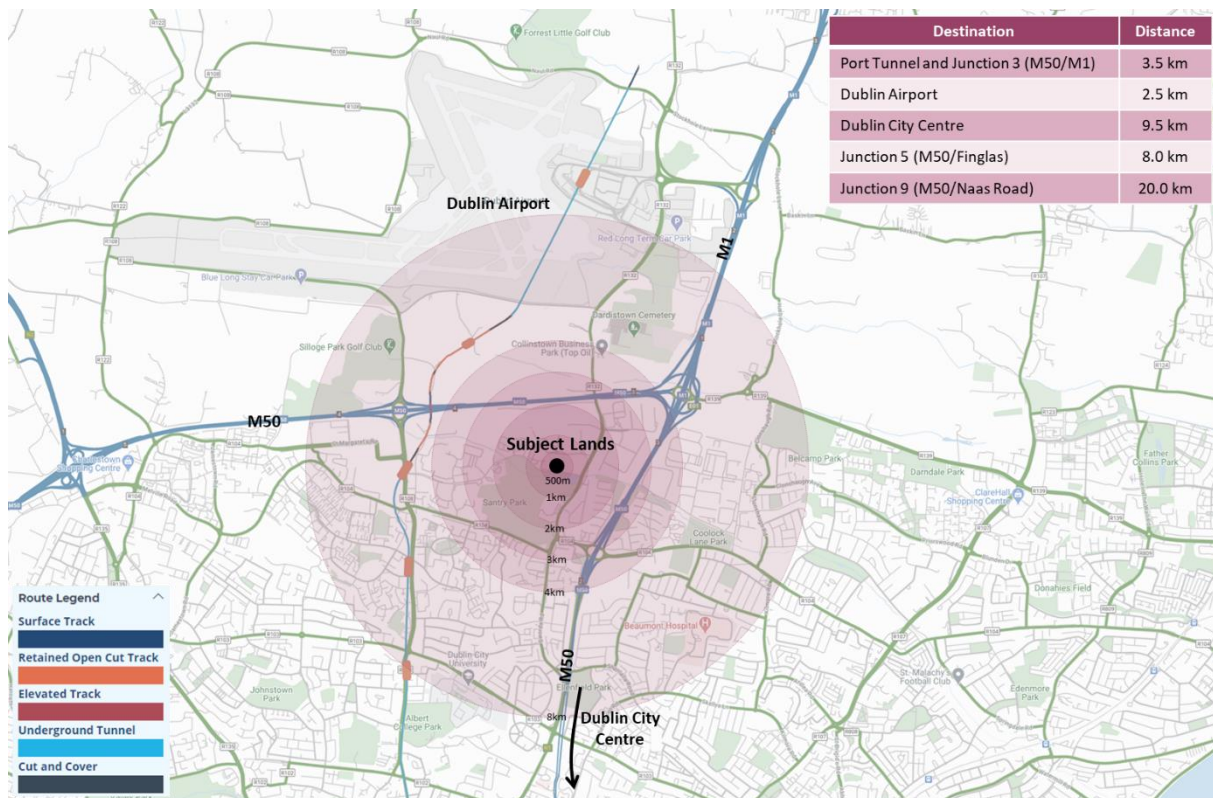 Destination Distance
Port Tunnel and Junction 3 (M50/M1) 3.5 km
Dublin Airport 2.5 km
Dublin City Centre 9.5 km
Junction 5 (M50/Finglas) 8.0 km
Junction 9 (M50/Naas Road) 20.0 km
Forrest Little Golf Club
Dublin Airport
M1
Red Long Term Car Park
Blue Long Stay Car Park
Dardistown Cemetery
Collinstown Business
Park (Top Oil)
Silloge Park Golf Club
M50
Subject Lands
500m
1km
Santry Park
2km
3km
4km
8km
Charlestown
Shopping Centre
Belcamp Park
Darndale Park
Father
Collins Park
ClareHall
Shopping Centre
Coolock
Lane Park
Donahies Field
Beaumont Hospital
St. Malachy's
Football Club
Edenmore
Park
Dublin City
University
Ellenfield Park
M50
Johnstown
Park
Albert
College Park
Dublin City
Centre
Route Legend
Surface Track
Retained Open Cut Track
Elevated Track
Underground Tunnel
Cut and Cover